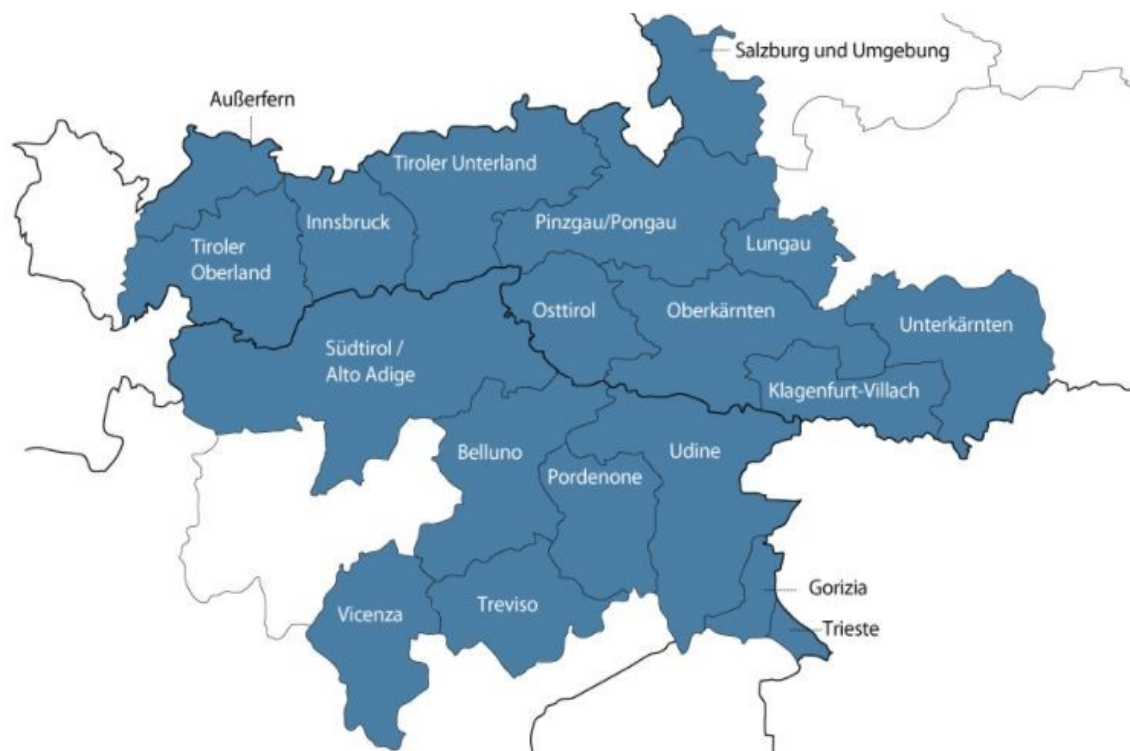 Salzburg und Umgebung
Außerfern
Tiroler Unterland
Innsbruck
Pinzgau/Pongau
Tiroler
Oberland
Lungau
Osttirol
Oberkärnten
Unterkärnten
Südtirol /
Alto Adige
Klagenfurt-Villach
Belluno
Udine
Pordenone
Gorizia
Vicenza
Treviso
Trieste